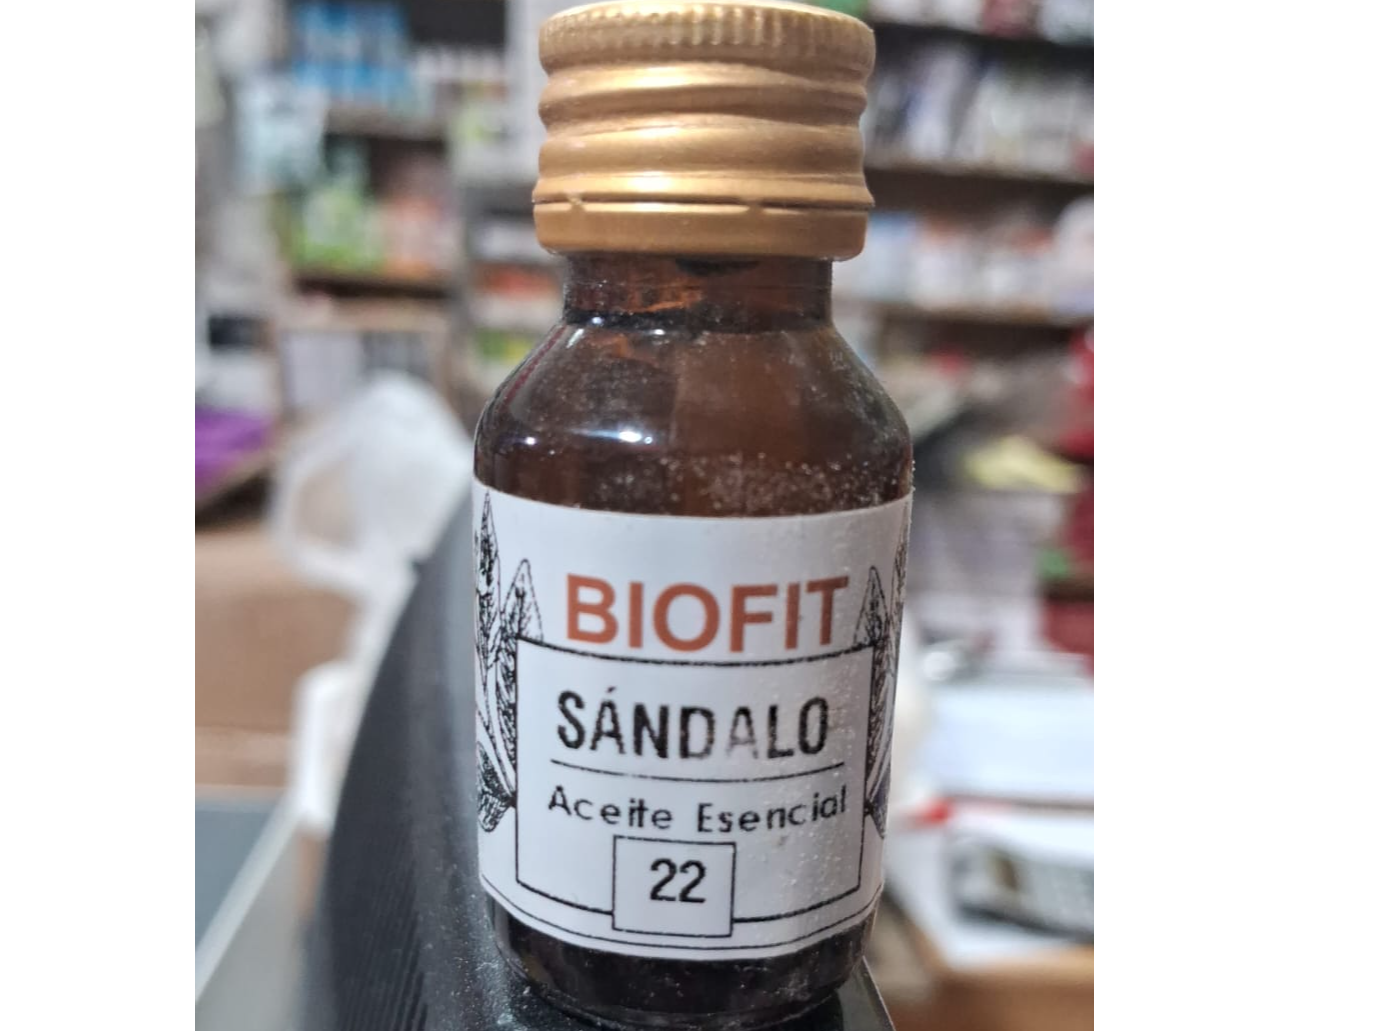 BIOFIT
SÁNDALO
Aceite Esencial
22